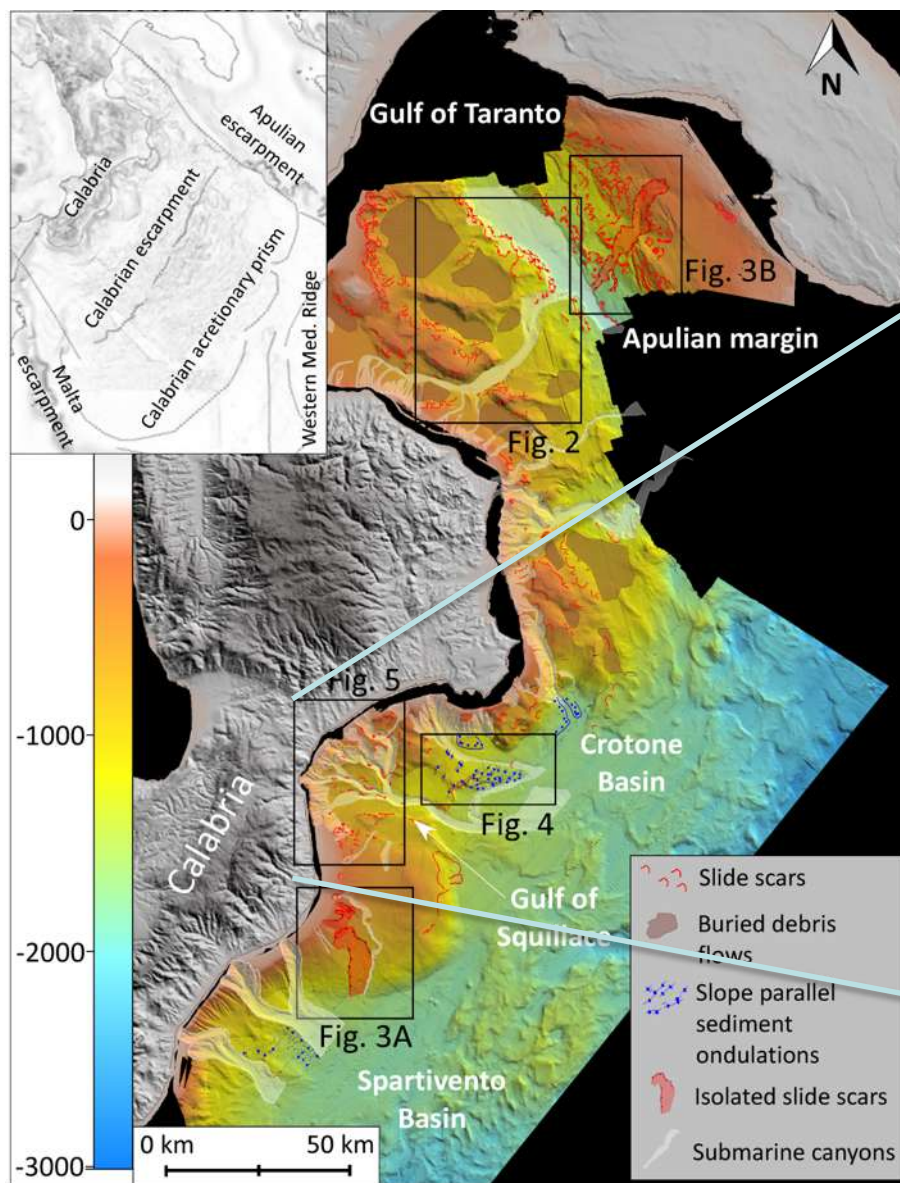 Gulf of Taranto
N
Apulian
escarpment
Calabria
Calabrian escarpment
Calabrian acretionary prism
Western Med. Ridge
Malta
escarpment
Fig. 3B
Apulian margin
Fig. 2
0
-1000
-2000
-3000
Fig. 5
Crotone
Basin
Calabria
Fig. 4
Gulf of
Squillace
Fig. 3A
Spartivento
Basin
0 km 50 km
Slide scars
Buried debris
flows
Slope parallel
sediment
ondulations
Isolated slide scars
Submarine canyons